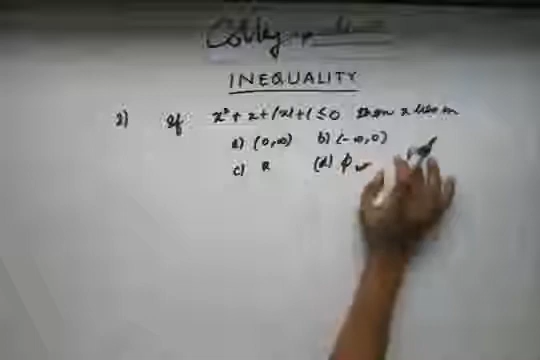 INEQUALITY
2) If x² + x + |x| + 1 ≤ 0 then x lies in
a) (0,∞) b) (-∞,0)
c) R (d) ϕ ✓